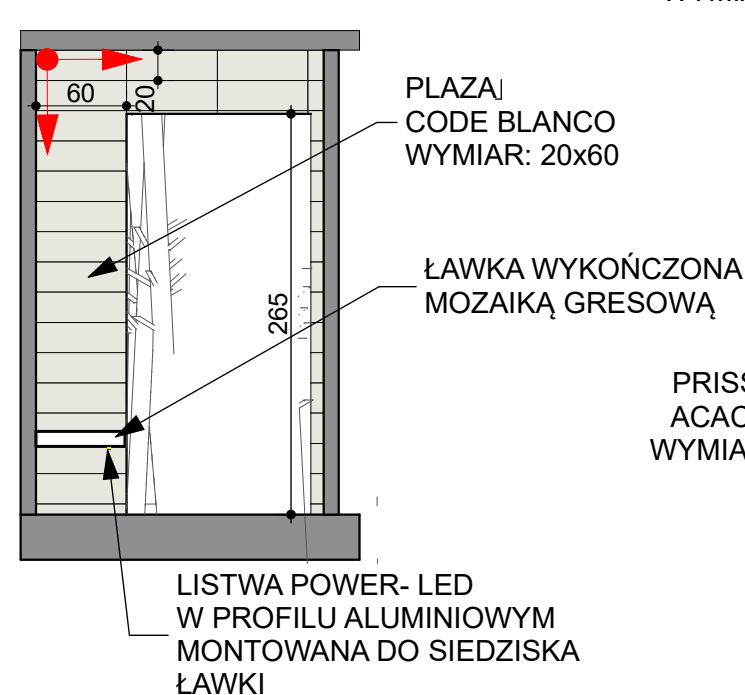 60
20
PLAZA
CODE BLANCO
WYMIAR: 20x60
ŁAWKA WYKOŃCZONA
MOZAIKĄ GRESOWĄ
265
PRISS
ACAC
WYMIA
LISTWA POWER- LED
W PROFILU ALUMINIOWYM
MONTOWANA DO SIEDZISKA
ŁAWKI